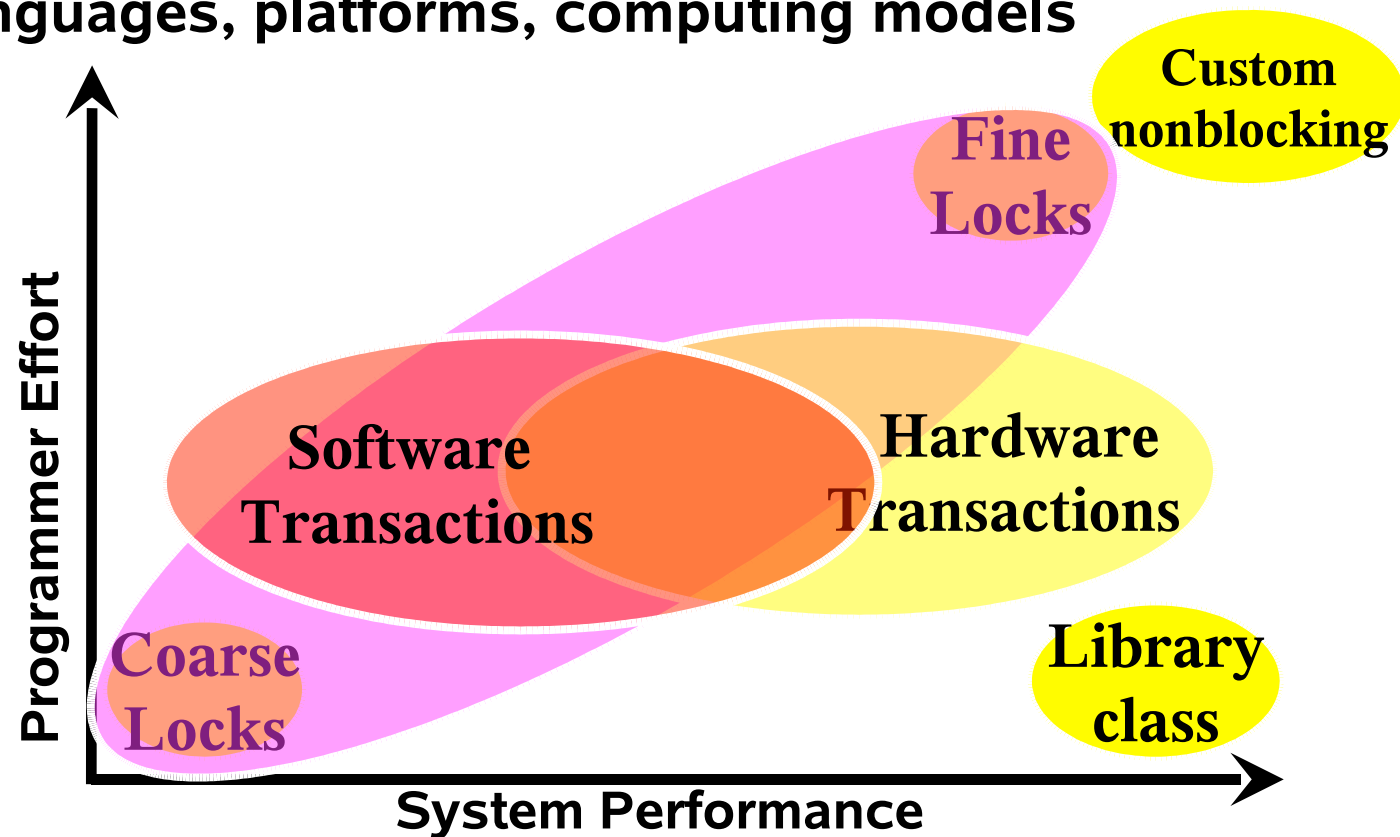 nguages, platforms, computing models
Custom
nonblocking
Fine
Locks
Programmer Effort
Software
Transactions
Hardware
Transactions
Coarse
Locks
Library
class
System Performance